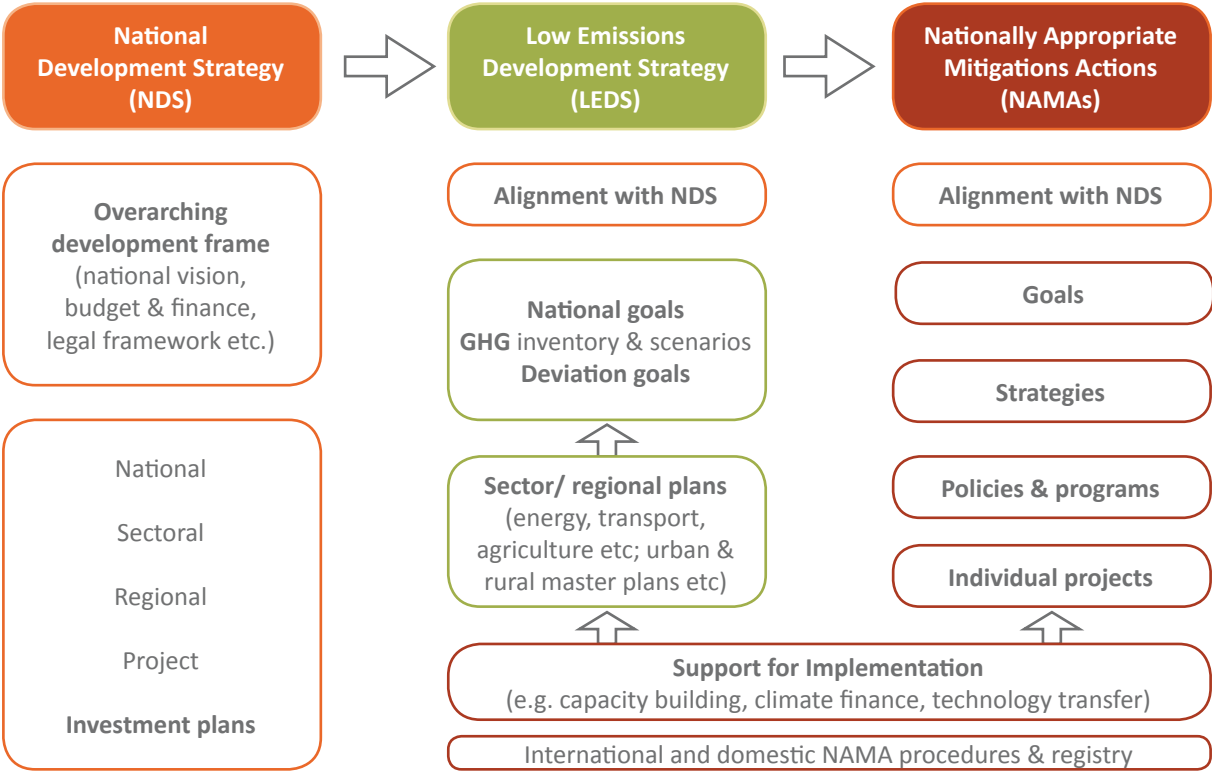 National
Development Strategy
(NDS)
Low Emissions
Development Strategy
(LEDS)
Nationally Appropriate
Mitigations Actions
(NAMAs)
Overarching
development frame
(national vision,
budget & finance,
legal framework etc.)
National
Sectoral
Regional
Project
Investment plans
Alignment with NDS
National goals
GHG inventory & scenarios
Deviation goals
Sector/ regional plans
(energy, transport,
agriculture etc; urban &
rural master plans etc)
Alignment with NDS
Goals
Strategies
Policies & programs
Individual projects
Support for Implementation
(e.g. capacity building, climate finance, technology transfer)
International and domestic NAMA procedures & registry